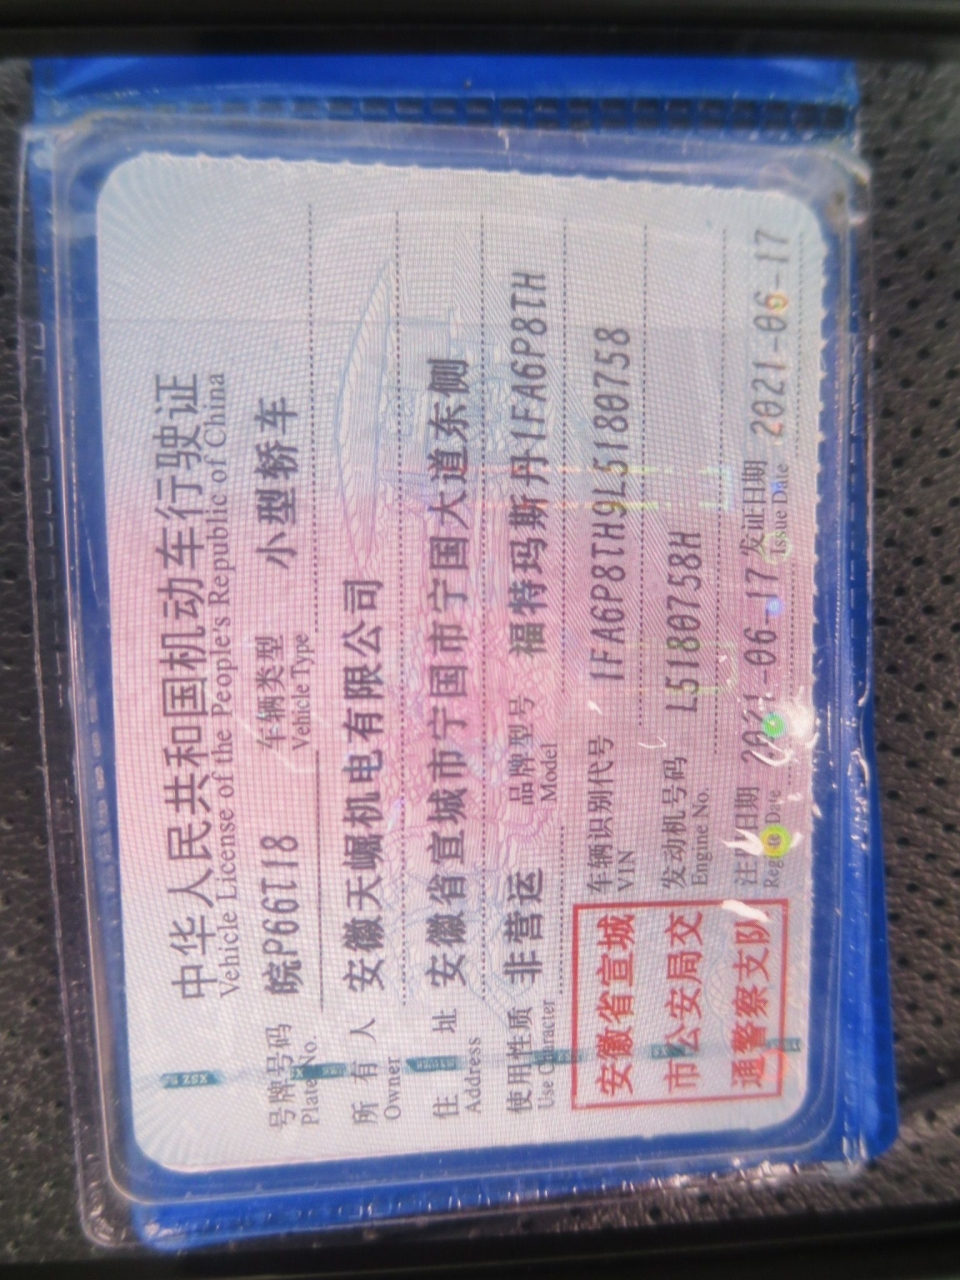 中华人民共和国机动车行驶证
Vehicle License of the People's Republic of China
号牌号码 皖P66T18 车辆类型 小型轿车
Plate No. Vehicle Type
所有人 安徽天崛机电有限公司
Owner
住址 安徽省宣城市宁国市宁国大道东侧
Address
使用性质 非营运 品牌型号 福特玛斯丹1FA6P8TH
Use Character Model
安徽省宣城市公安局交通警察支队
车辆识别代号 1FA6P8TH9L5180758
VIN
发动机号码 L5180758H
Engine No.
注册日期 2021-06-17 发证日期 2021-06-17
Register Date Issue Date